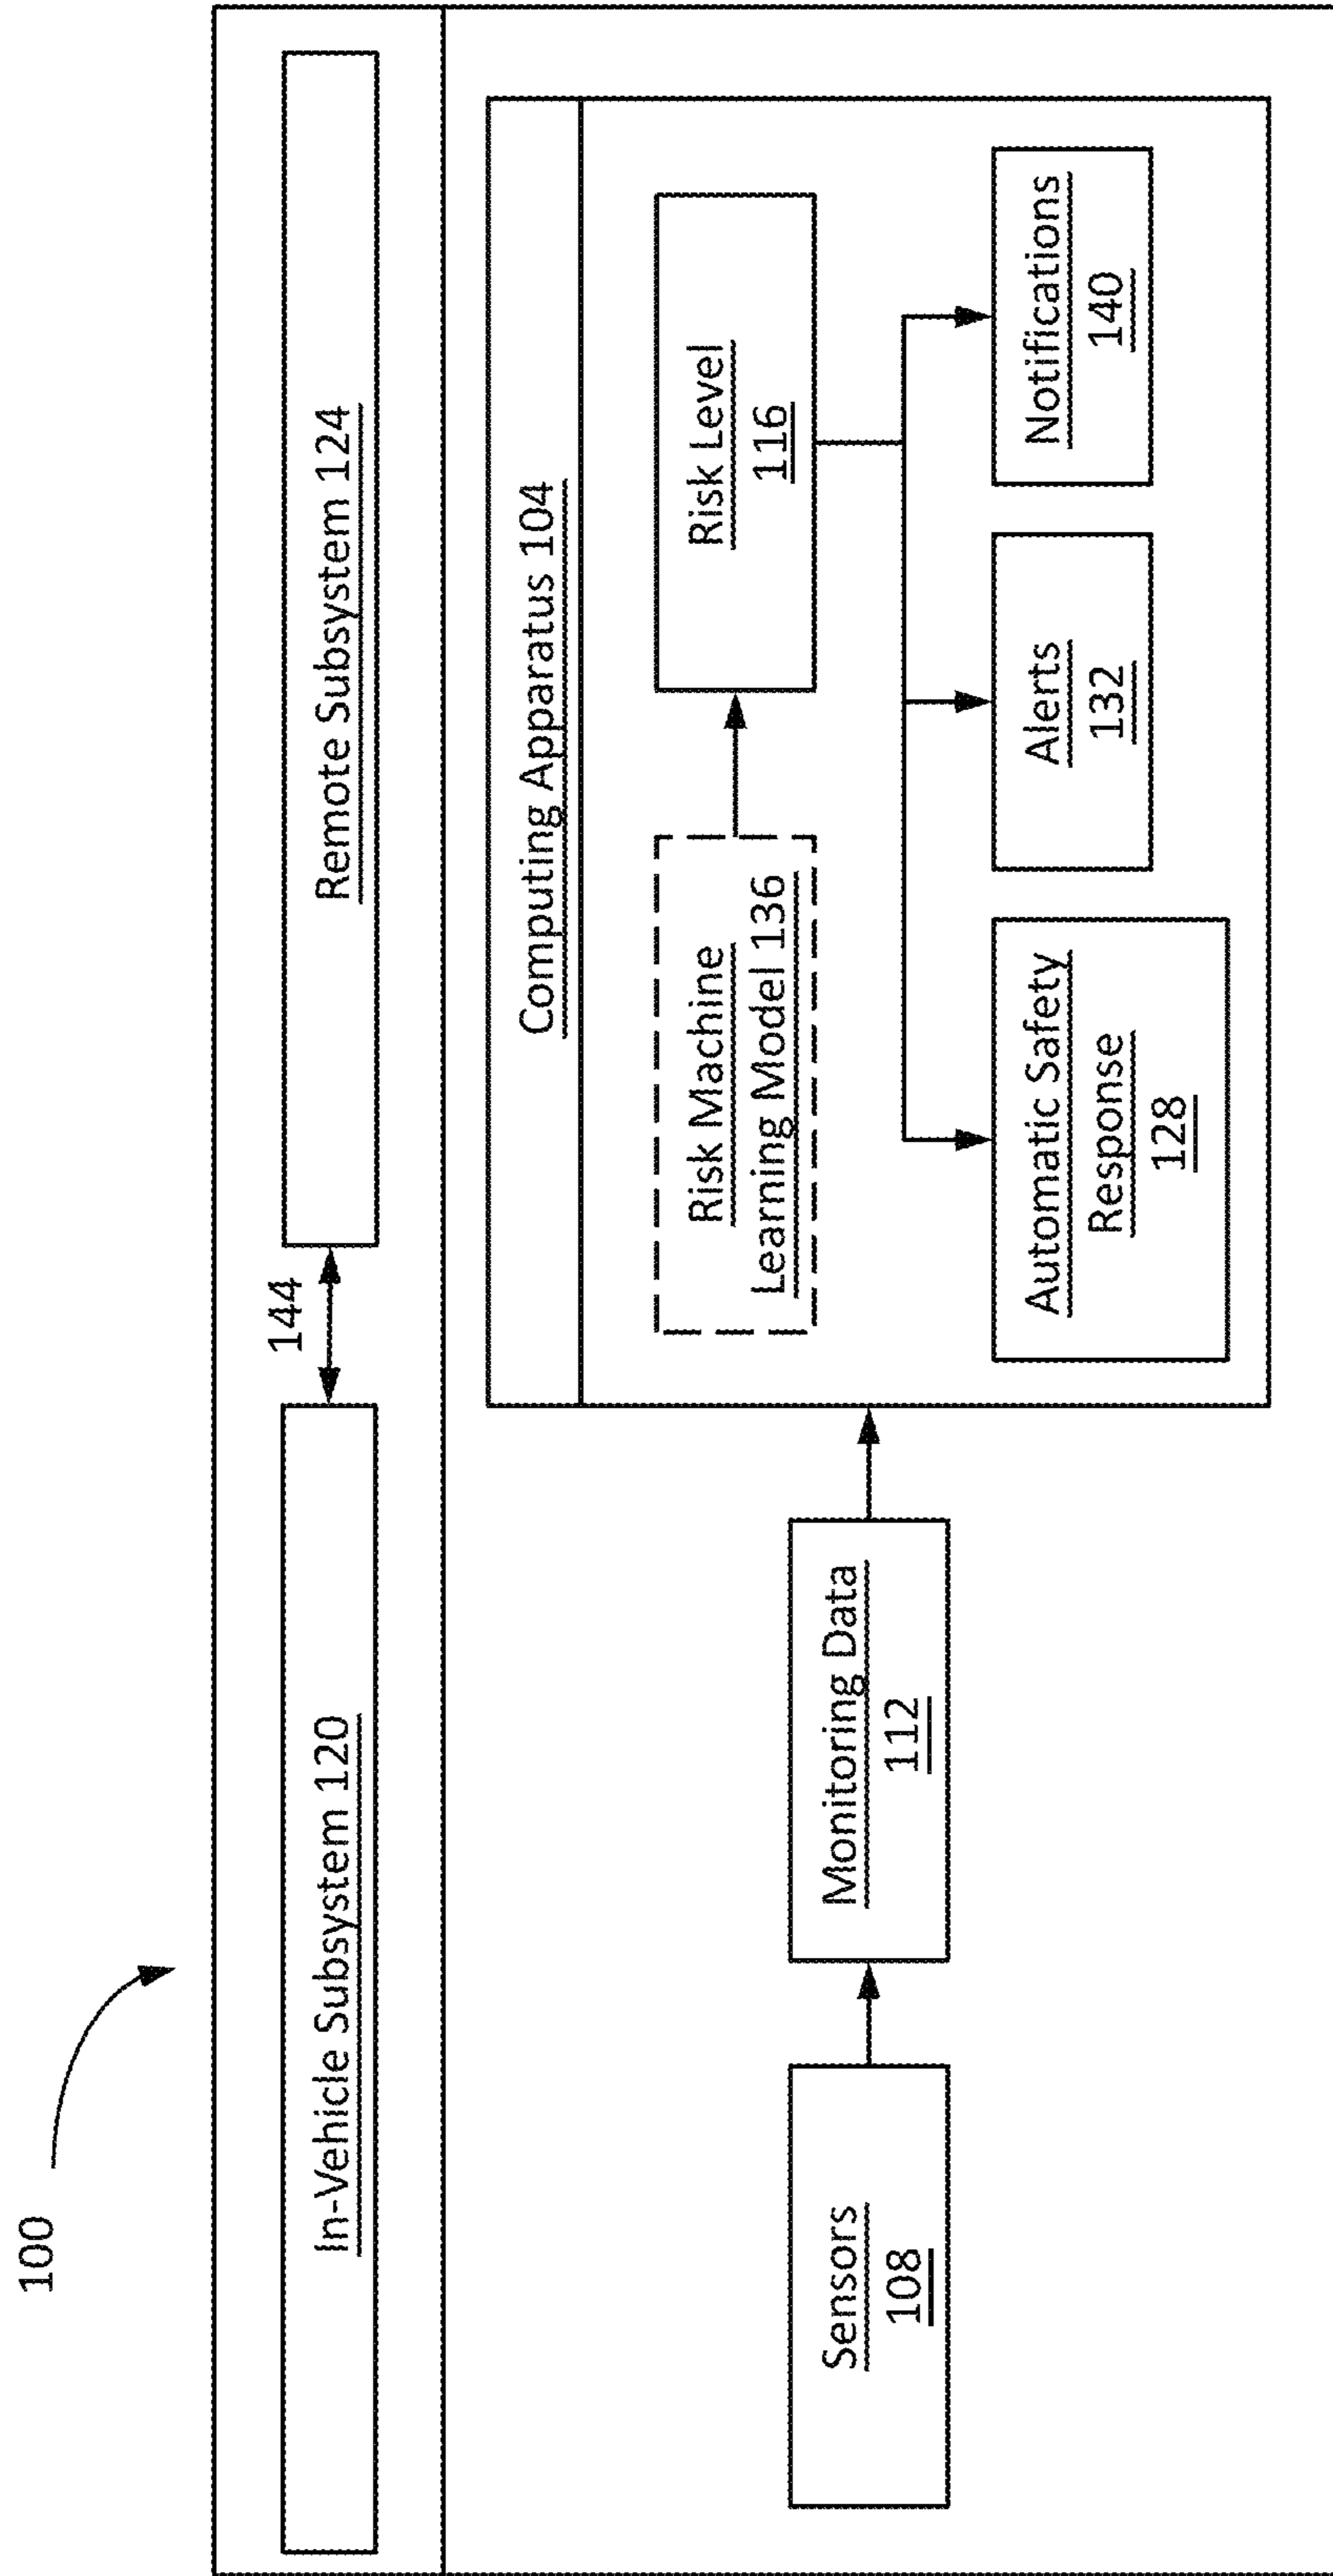 100
In-Vehicle Subsystem 120
144
Remote Subsystem 124
Computing Apparatus 104
Sensors
108
Monitoring Data
112
Risk Machine
Learning Model 136
Risk Level
116
Automatic Safety
Response
128
Alerts
132
Notifications
140